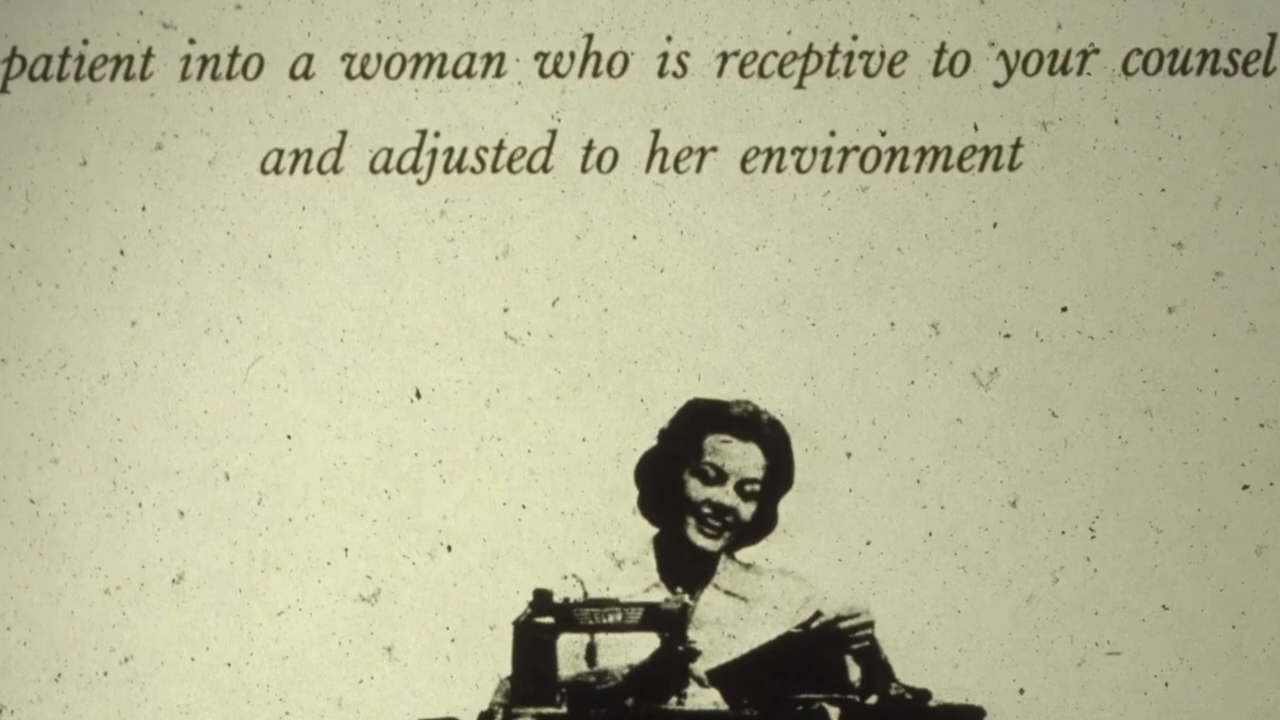 patient into a woman who is receptive to your counsel
and adjusted to her environment